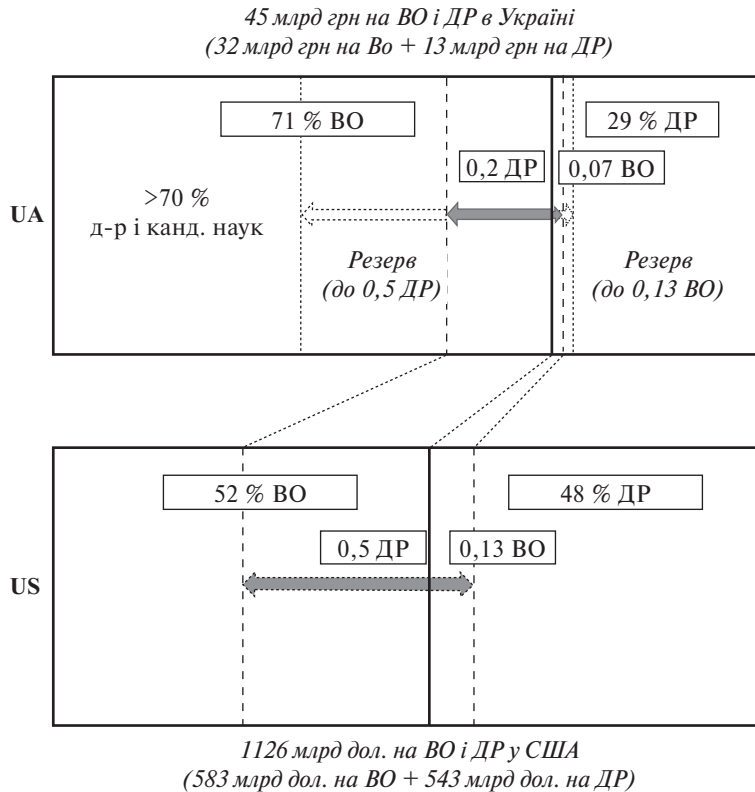 45 млрд грн на ВО і ДР в Україні
(32 млрд грн на Во + 13 млрд грн на ДР)
71 % ВО
29 % ДР
0,2 ДР
0,07 ВО
>70 %
д-р і канд. наук
UA
Резерв
(до 0,5 ДР)
Резерв
(до 0,13 ВО)
52 % ВО
48 % ДР
0,5 ДР
0,13 ВО
US
1126 млрд дол. на ВО і ДР у США
(583 млрд дол. на ВО + 543 млрд дол. на ДР)